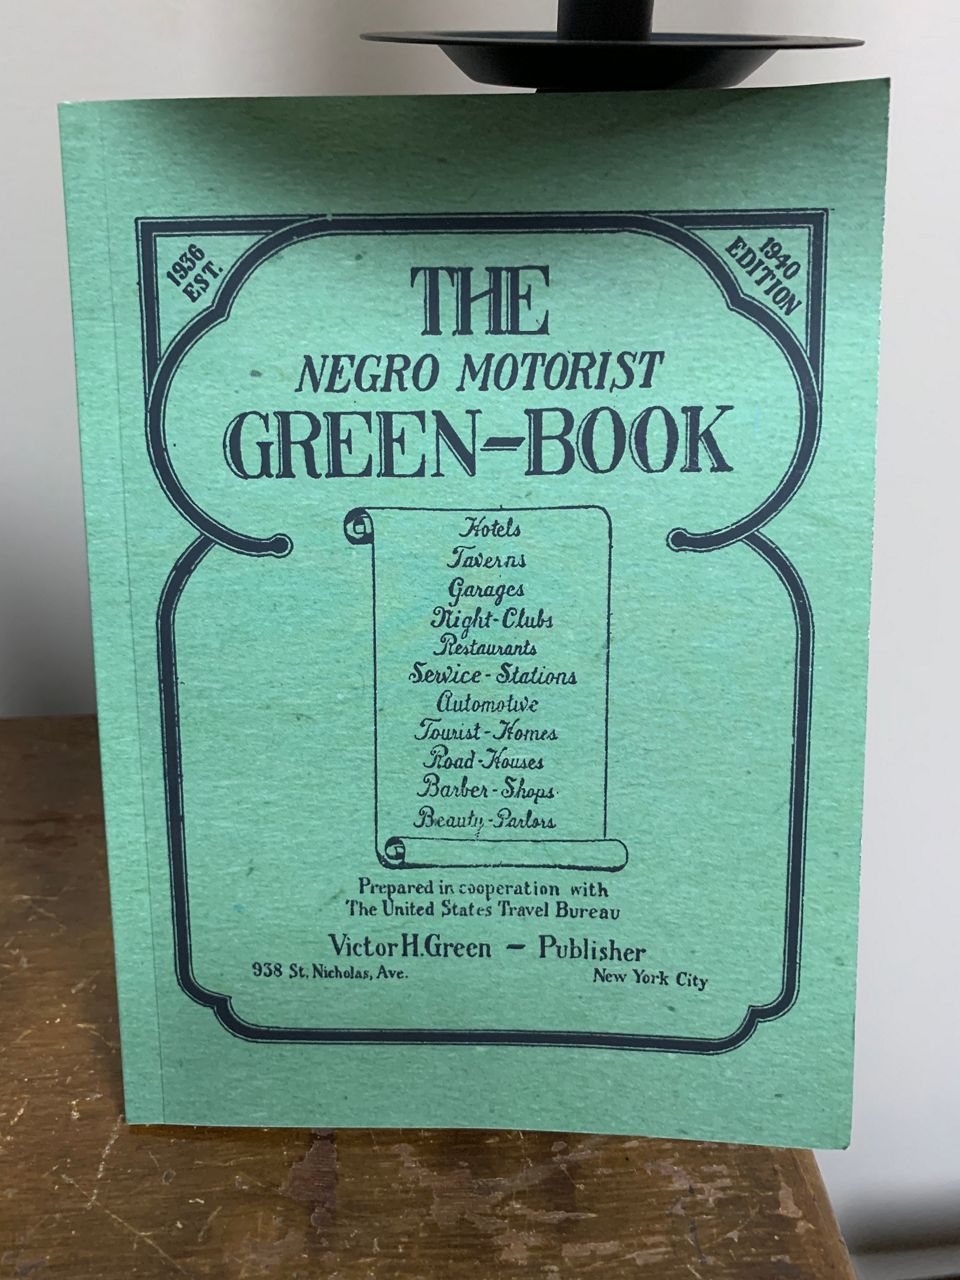 1936
EST.
1940
EDITION
THE
NEGRO MOTORIST
GREEN-BOOK
Hotels
Taverns
Garages
Night-Clubs
Restaurants
Service-Stations
Automotive
Tourist-Homes
Road-Houses
Barber-Shops
Beauty-Parlors
Prepared in cooperation with
The United States Travel Bureau
Victor H. Green — Publisher
938 St. Nicholas, Ave. New York City